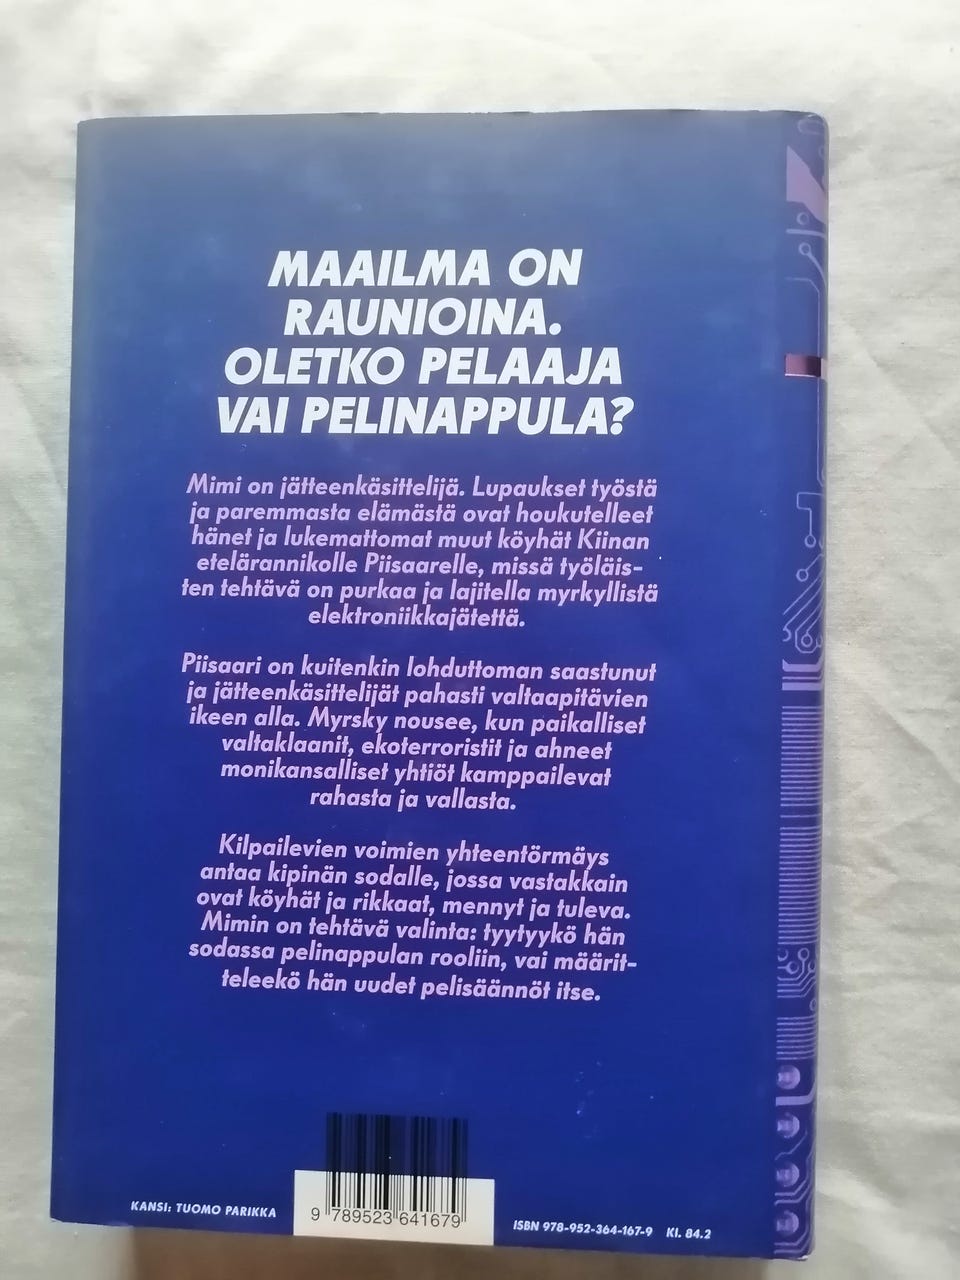 MAAILMA ON
RAUNIOINA.
OLETKO PELAAJA
VAI PELINAPPULA?
Mimi on jätteenkäsittelijä. Lupaukset työstä
ja paremmasta elämästä ovat houkutelleet
hänet ja lukemattomat muut köyhät Kiinan
etelärannikolle Piisaarelle, missä työläis-
ten tehtävä on purkaa ja lajitella myrkyllistä
elektroniikkajätettä.
Piisaari on kuitenkin lohduttoman saastunut
ja jätteenkäsittelijät pahasti valtaapitävien
ikeen alla. Myrsky nousee, kun paikalliset
valtaklaanit, ekoterroristit ja ahneet
monikansalliset yhtiöt kamppailevat
rahasta ja vallasta.
Kilpailevien voimien yhteentörmäys
antaa kipinän sodalle, jossa vastakkain
ovat köyhät ja rikkaat, mennyt ja tuleva.
Mimin on tehtävä valinta: tyytyykö hän
sodassa pelinappulan rooliin, vai määrit-
teleekö hän uudet pelisäännöt itse.
KANSI: TUOMO PARIKKA
9 789523 641679
ISBN 978-952-364-167-9 KL 84.2